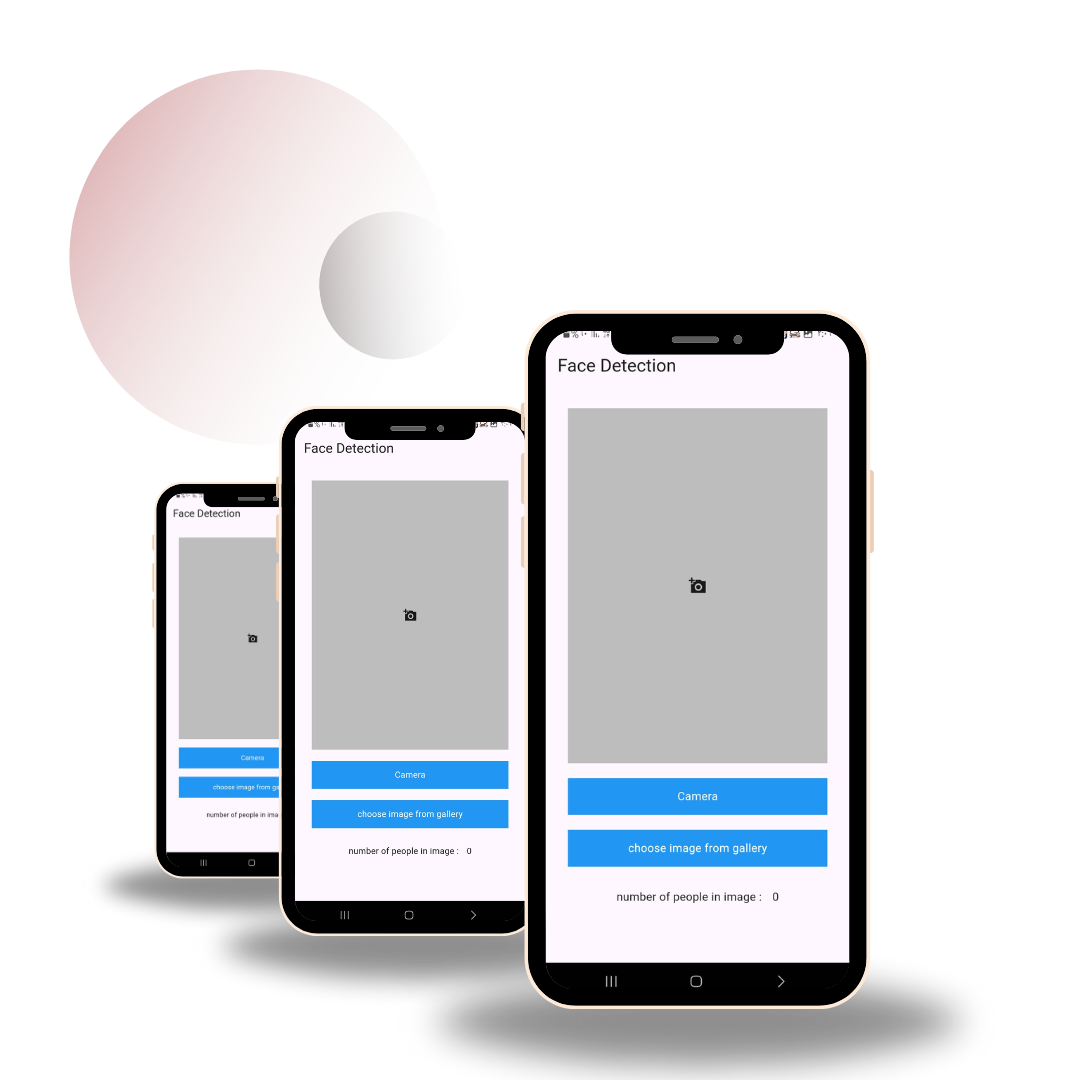 Face Detection
Camera
choose image from gallery
number of people in image : 0
Face Detection
Camera
choose image from gallery
number of people in image : 0
Face Detection
Camera
choose image from ga
number of people in ima